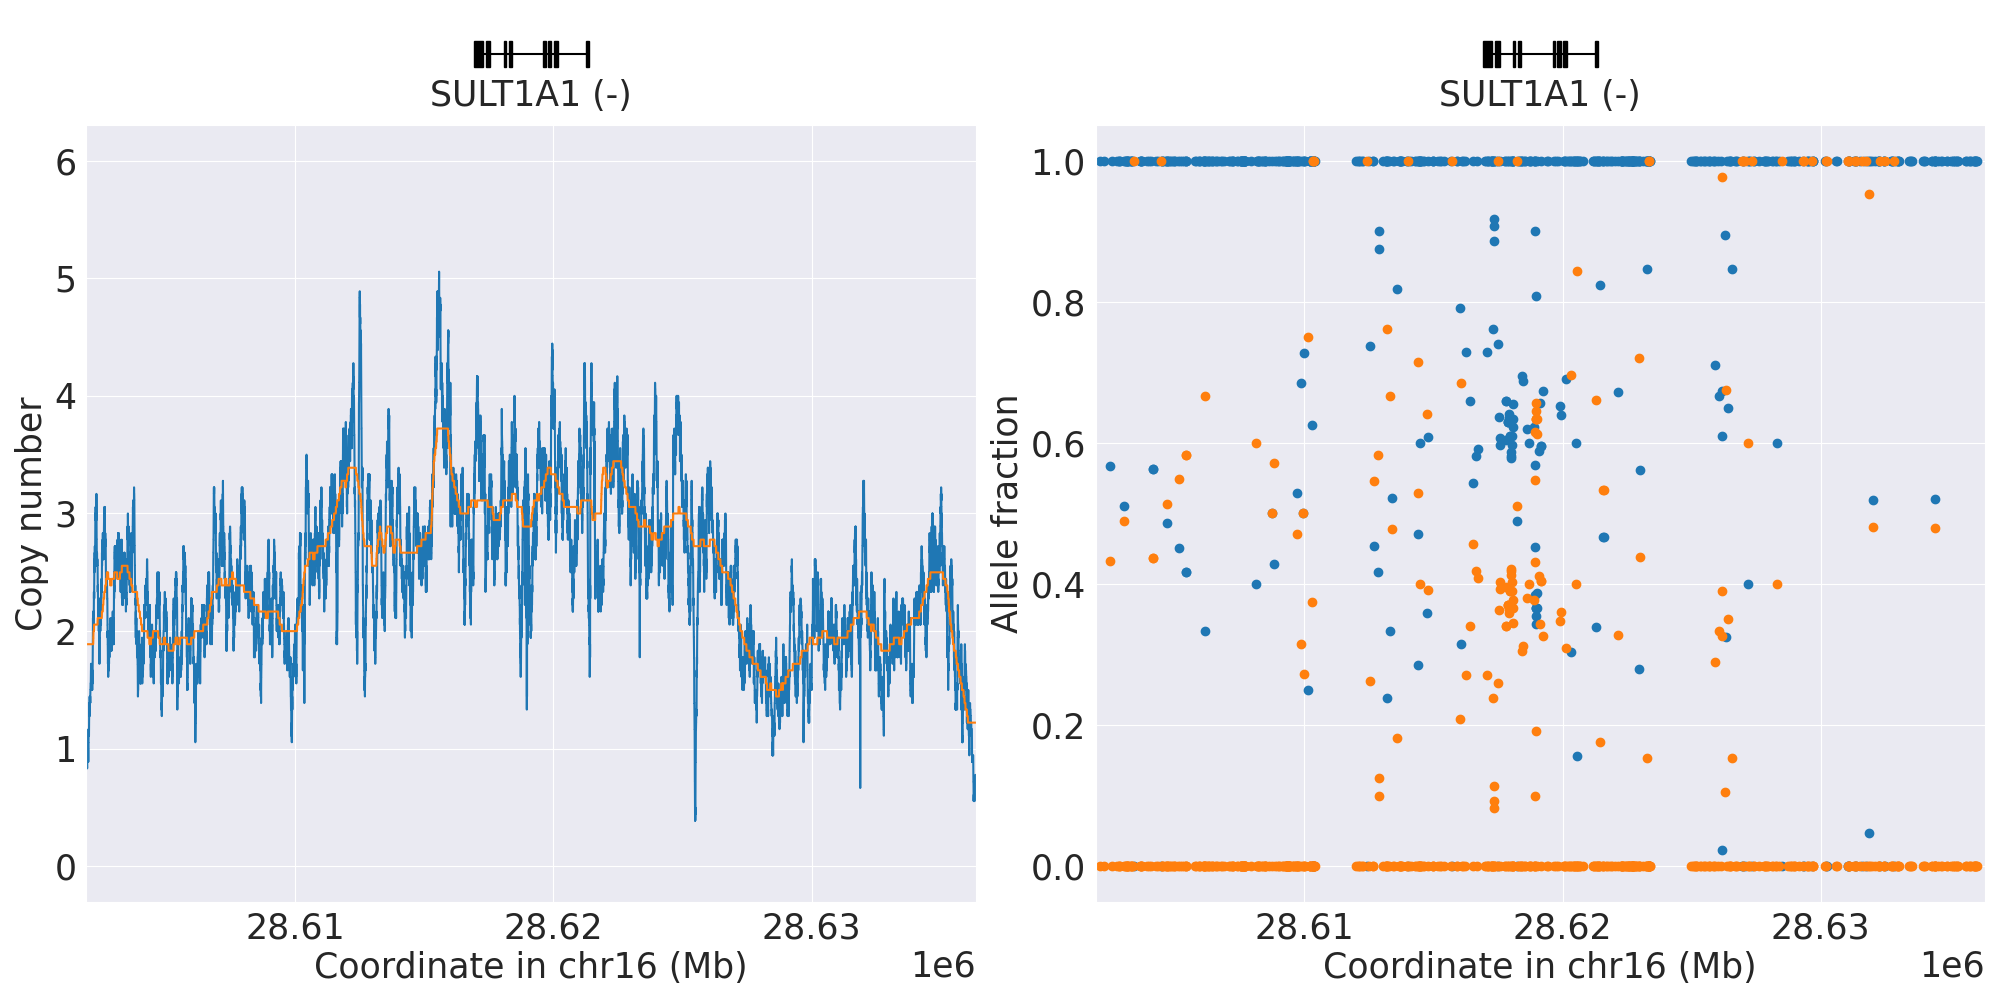 SULT1A1 (-)
Copy number
6
5
4
3
2
1
0
28.61
28.62
28.63
Coordinate in chr16 (Mb)
1e6
SULT1A1 (-)
Allele fraction
1.0
0.8
0.6
0.4
0.2
0.0
28.61
28.62
28.63
Coordinate in chr16 (Mb)
1e6